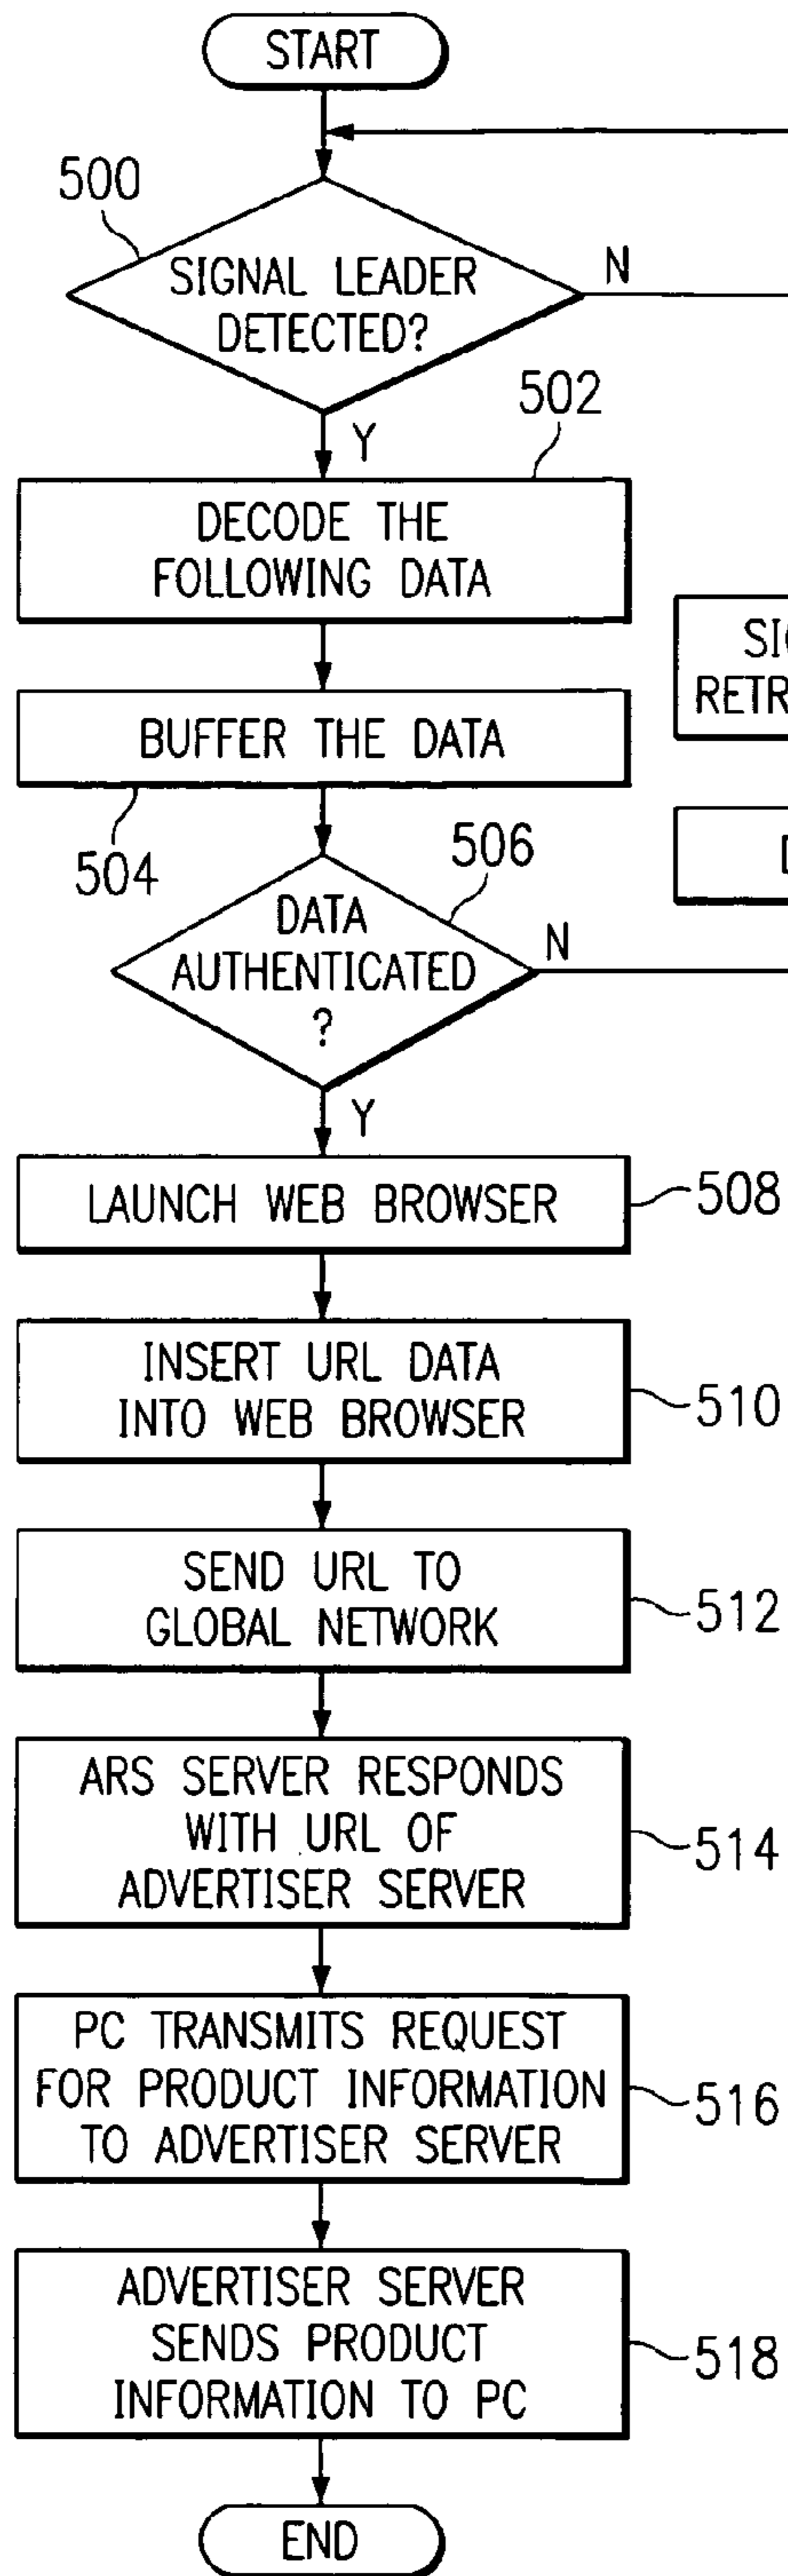 START
500
SIGNAL LEADER
DETECTED?
N
Y
502
DECODE THE
FOLLOWING DATA
BUFFER THE DATA
504
506
DATA
AUTHENTICATED
?
N
Y
LAUNCH WEB BROWSER
508
INSERT URL DATA
INTO WEB BROWSER
510
SEND URL TO
GLOBAL NETWORK
512
ARS SERVER RESPONDS
WITH URL OF
ADVERTISER SERVER
514
PC TRANSMITS REQUEST
FOR PRODUCT INFORMATION
TO ADVERTISER SERVER
516
ADVERTISER SERVER
SENDS PRODUCT
INFORMATION TO PC
518
END